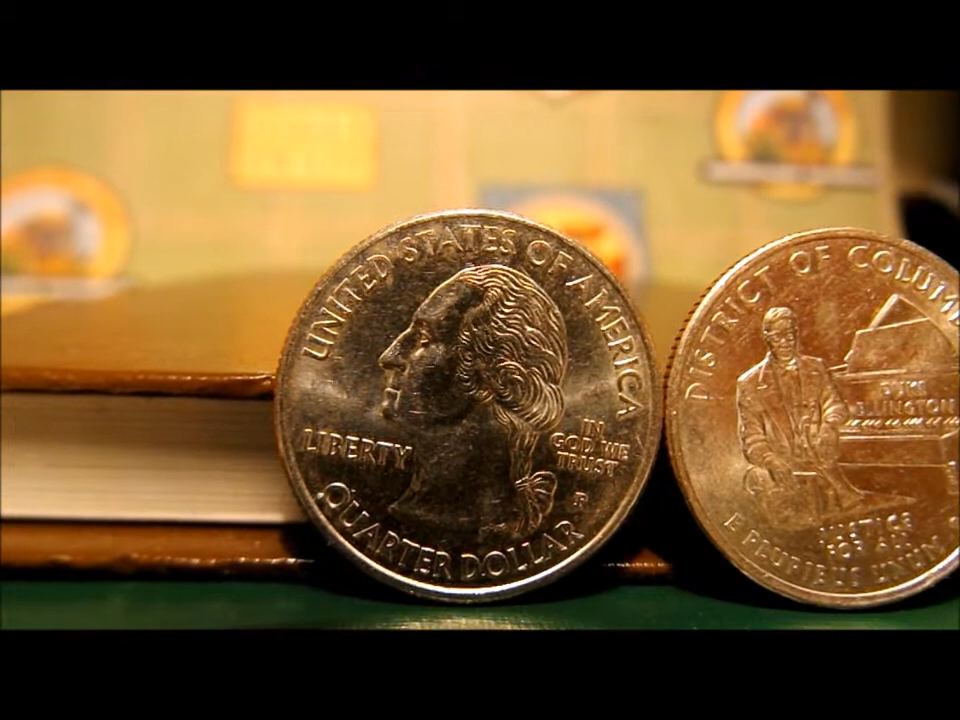 UNITED STATES OF AMERICA
LIBERTY
IN
GOD WE
TRUST
P
QUARTER DOLLAR
DISTRICT OF COLUM
DUKE
ELLINGTON
JUSTICE
FOR ALL
E PLURIBUS UNUM